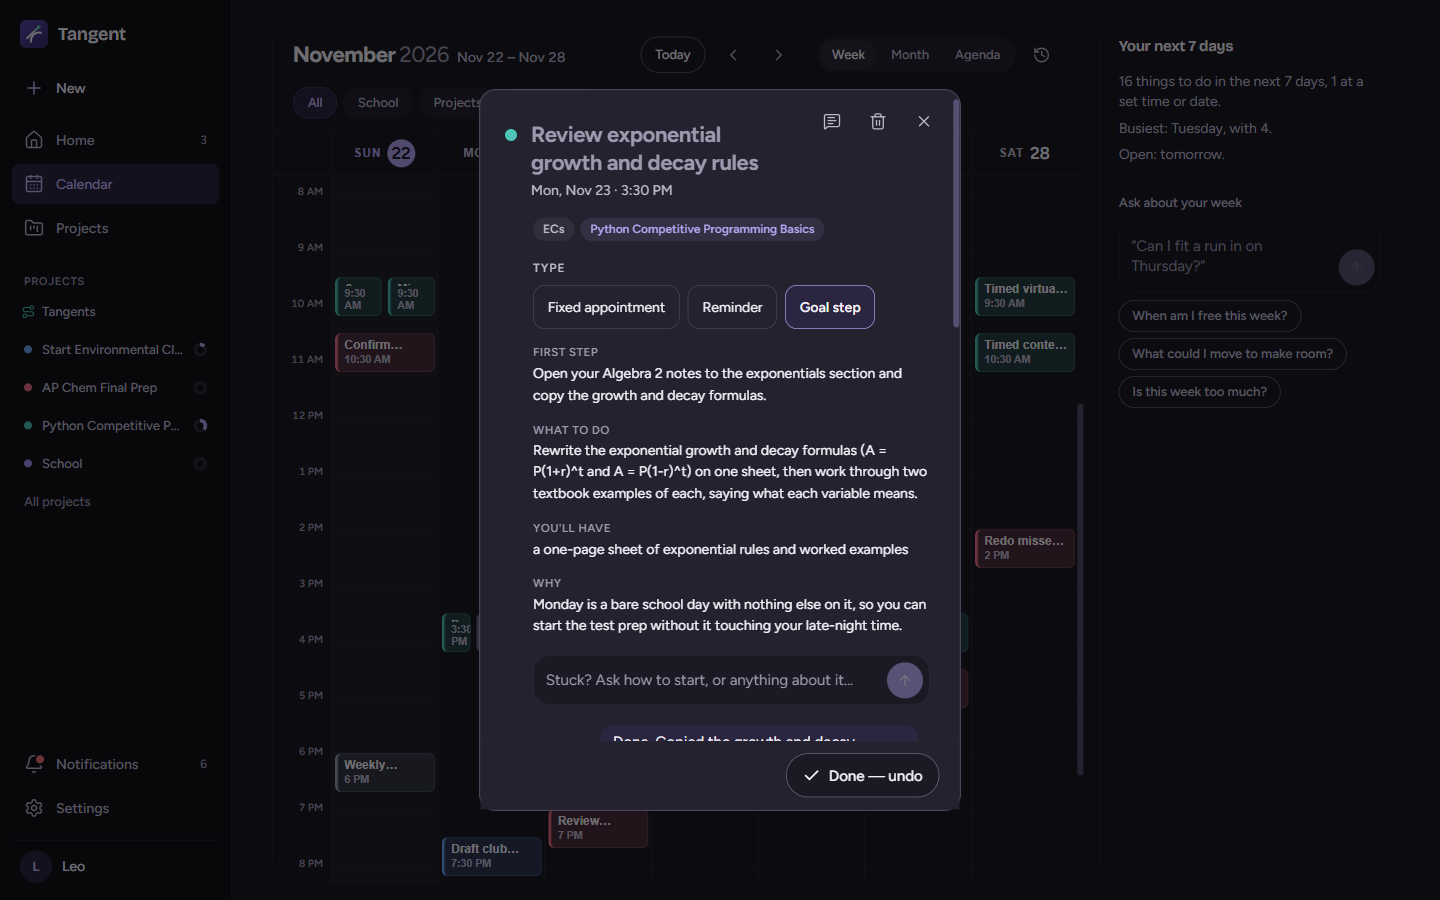 Tangent
New
Home 3
Calendar
Projects
PROJECTS
Tangents
Start Environmental Cl...
AP Chem Final Prep
Python Competitive P...
School
All projects
Notifications 6
Settings
L Leo
November 2026 Nov 22 – Nov 28
Today
Week Month Agenda
All School Projects
SUN 22
MO
SAT 28
8 AM
9 AM
10 AM
11 AM
12 PM
1 PM
2 PM
3 PM
4 PM
5 PM
6 PM
7 PM
8 PM
9:30 AM
9:30 AM
Confirm...
10:30 AM
Weekly...
6 PM
3:30 PM
Draft club...
7:30 PM
Review...
7 PM
Timed virtua...
9:30 AM
Timed conte...
10:30 AM
Redo misse...
2 PM
Review exponential
growth and decay rules
Mon, Nov 23 · 3:30 PM
ECs Python Competitive Programming Basics
TYPE
Fixed appointment Reminder Goal step
FIRST STEP
Open your Algebra 2 notes to the exponentials section and
copy the growth and decay formulas.
WHAT TO DO
Rewrite the exponential growth and decay formulas (A =
P(1+r)^t and A = P(1-r)^t) on one sheet, then work through two
textbook examples of each, saying what each variable means.
YOU'LL HAVE
a one-page sheet of exponential rules and worked examples
WHY
Monday is a bare school day with nothing else on it, so you can
start the test prep without it touching your late-night time.
Stuck? Ask how to start, or anything about it...
Done. Copied the growth and decay
Done — undo
Your next 7 days
16 things to do in the next 7 days, 1 at a
set time or date.
Busiest: Tuesday, with 4.
Open: tomorrow.
Ask about your week
"Can I fit a run in on
Thursday?"
When am I free this week?
What could I move to make room?
Is this week too much?